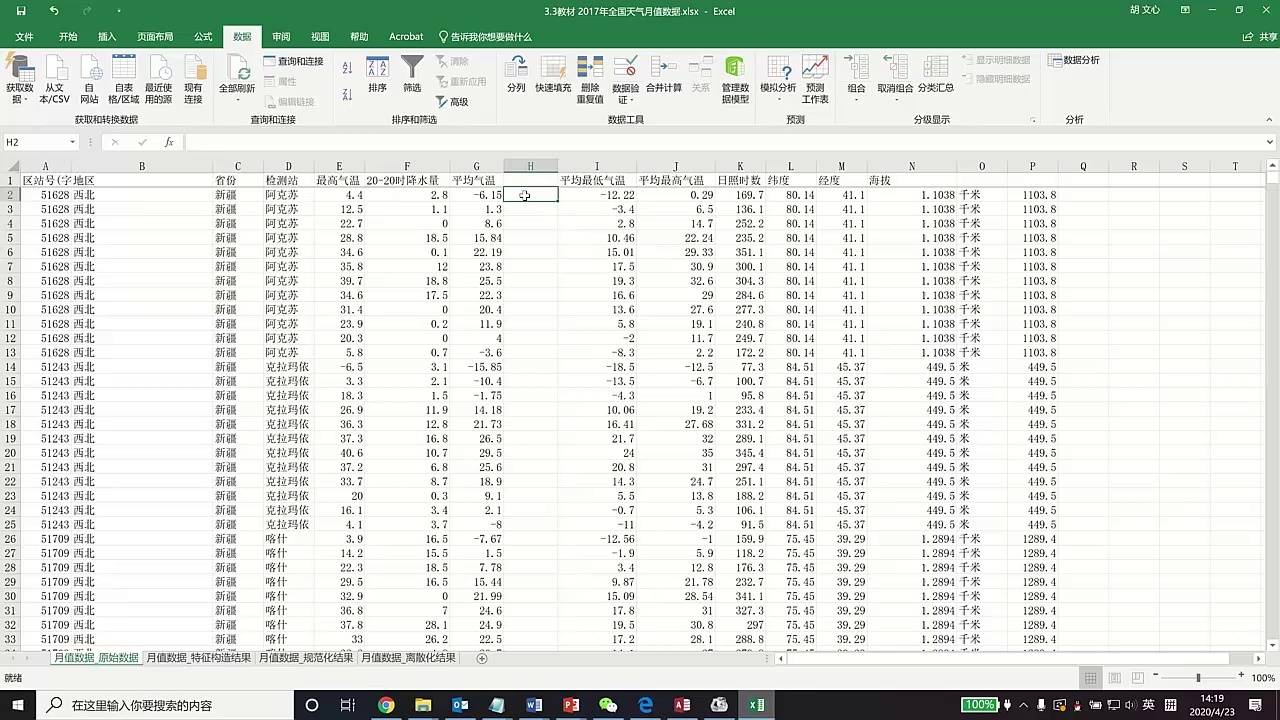 3.3教材 2017年全国天气月值数据.xlsx - Excel
胡 文心
文件 开始 插入 页面布局 公式 数据 审阅 视图 帮助 Acrobat 告诉我你想要做什么 共享
获取数据 从文本/CSV 自网站 自表格/区域 最近使用的源 现有连接 全部刷新 查询和连接 属性 编辑链接 排序 筛选 清除 重新应用 高级 分列 快速填充 删除重复值 数据验证 合并计算 关系 管理数据模型 模拟分析 预测工作表 组合 取消组合 分类汇总 显示明细数据 隐藏明细数据 数据分析
获取和转换数据 查询和连接 排序和筛选 数据工具 预测 分级显示 分析
H2 fx
A B C D E F G H I J K L M N O P Q R S T
1 区站号(字 地区 省份 检测站 最高气温 20-20时降水量 平均气温 平均最低气温 平均最高气温 日照时数 纬度 经度 海拔
2 51628 西北 新疆 阿克苏 4.4 2.8 -6.15 -12.22 0.29 169.7 80.14 41.1 1.1038 千米 1103.8
3 51628 西北 新疆 阿克苏 12.5 1.1 1.3 -3.4 6.5 136.1 80.14 41.1 1.1038 千米 1103.8
4 51628 西北 新疆 阿克苏 22.7 0 8.6 2.8 14.7 252.2 80.14 41.1 1.1038 千米 1103.8
5 51628 西北 新疆 阿克苏 28.8 18.5 15.84 10.46 22.24 235.2 80.14 41.1 1.1038 千米 1103.8
6 51628 西北 新疆 阿克苏 34.6 0.1 22.19 15.01 29.33 351.1 80.14 41.1 1.1038 千米 1103.8
7 51628 西北 新疆 阿克苏 35.8 12 23.8 17.5 30.9 300.1 80.14 41.1 1.1038 千米 1103.8
8 51628 西北 新疆 阿克苏 39.7 18.8 25.5 19.3 32.6 304.3 80.14 41.1 1.1038 千米 1103.8
9 51628 西北 新疆 阿克苏 34.6 17.5 22.3 16.6 29 284.6 80.14 41.1 1.1038 千米 1103.8
10 51628 西北 新疆 阿克苏 31.4 0 20.4 13.6 27.6 277.3 80.14 41.1 1.1038 千米 1103.8
11 51628 西北 新疆 阿克苏 23.9 0.2 11.9 5.8 19.1 240.8 80.14 41.1 1.1038 千米 1103.8
12 51628 西北 新疆 阿克苏 20.3 0 4 -2 11.7 249.7 80.14 41.1 1.1038 千米 1103.8
13 51628 西北 新疆 阿克苏 5.8 0.7 -3.6 -8.3 2.2 172.2 80.14 41.1 1.1038 千米 1103.8
14 51243 西北 新疆 克拉玛依 -6.5 3.1 -15.85 -18.5 -12.5 77.3 84.51 45.37 449.5 米 449.5
15 51243 西北 新疆 克拉玛依 3.3 2.1 -10.4 -13.5 -6.7 100.7 84.51 45.37 449.5 米 449.5
16 51243 西北 新疆 克拉玛依 18.3 1.5 -1.75 -4.3 1 95.8 84.51 45.37 449.5 米 449.5
17 51243 西北 新疆 克拉玛依 26.9 11.9 14.18 10.06 19.2 233.4 84.51 45.37 449.5 米 449.5
18 51243 西北 新疆 克拉玛依 36.3 12.8 21.73 16.41 27.68 331.2 84.51 45.37 449.5 米 449.5
19 51243 西北 新疆 克拉玛依 37.3 16.8 26.5 21.7 32 289.1 84.51 45.37 449.5 米 449.5
20 51243 西北 新疆 克拉玛依 40.6 10.7 29.5 24 35 345.4 84.51 45.37 449.5 米 449.5
21 51243 西北 新疆 克拉玛依 37.2 6.8 25.6 20.8 31 297.4 84.51 45.37 449.5 米 449.5
22 51243 西北 新疆 克拉玛依 33.7 8.7 18.9 14.3 24.7 251.1 84.51 45.37 449.5 米 449.5
23 51243 西北 新疆 克拉玛依 20 0.3 9.1 5.5 13.8 188.2 84.51 45.37 449.5 米 449.5
24 51243 西北 新疆 克拉玛依 16.1 3.4 2.1 -0.7 5.3 106.1 84.51 45.37 449.5 米 449.5
25 51243 西北 新疆 克拉玛依 4.1 3.7 -8 -11 -4.2 91.5 84.51 45.37 449.5 米 449.5
26 51709 西北 新疆 喀什 3.9 16.5 -7.67 -12.56 -1 159.9 75.45 39.29 1.2894 千米 1289.4
27 51709 西北 新疆 喀什 14.2 15.5 1.5 -1.9 5.9 118.2 75.45 39.29 1.2894 千米 1289.4
28 51709 西北 新疆 喀什 22.3 18.5 7.78 3.4 12.8 176.3 75.45 39.29 1.2894 千米 1289.4
29 51709 西北 新疆 喀什 29.5 16.5 15.44 9.87 21.78 232.7 75.45 39.29 1.2894 千米 1289.4
30 51709 西北 新疆 喀什 32.9 0 21.99 15.09 28.54 341.1 75.45 39.29 1.2894 千米 1289.4
31 51709 西北 新疆 喀什 36.8 7 24.6 17.8 31 327.3 75.45 39.29 1.2894 千米 1289.4
32 51709 西北 新疆 喀什 37.8 28.1 24.9 19.5 30.8 297 75.45 39.29 1.2894 千米 1289.4
33 51709 西北 新疆 喀什 33 26.2 22.5 17.2 28.1 288.8 75.45 39.29 1.2894 千米 1289.4
月值数据_原始数据 月值数据_特征构造结果 月值数据_规范化结果 月值数据_离散化结果
就绪 100%
在这里输入你要搜索的内容 100% 英 拼 14:19
2020/4/23